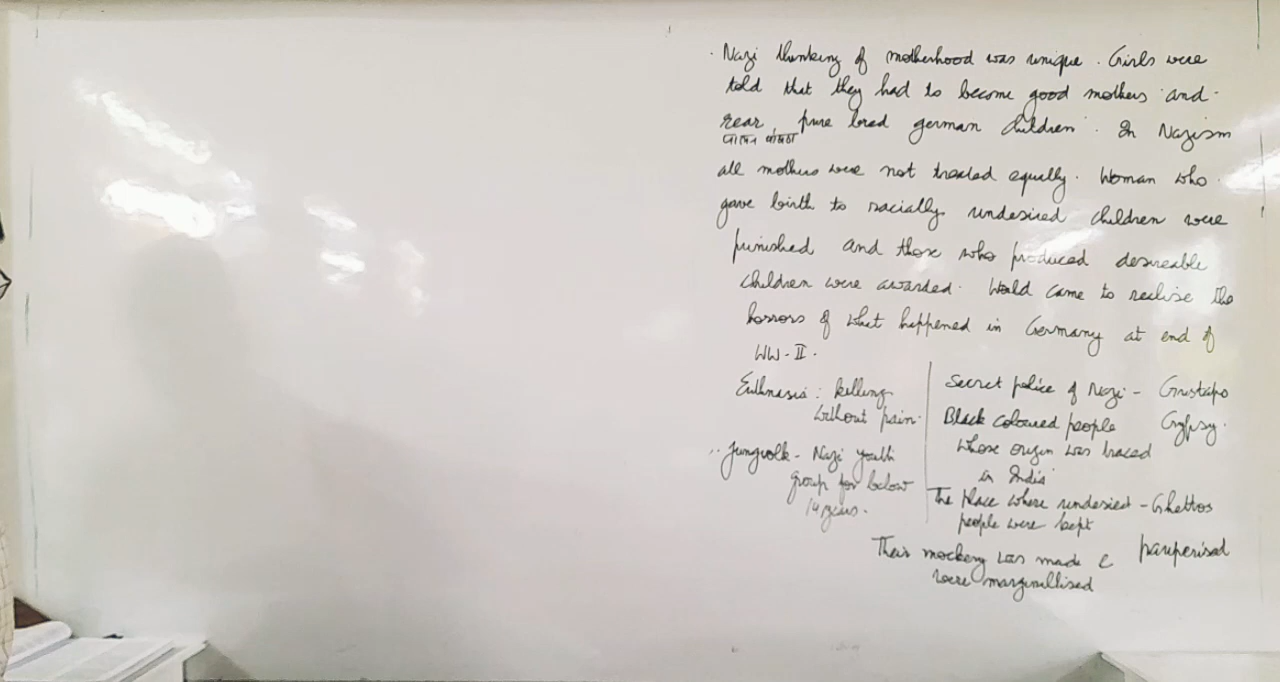 . Nazi thinking of motherhood was unique. Girls were
told that they had to become good mothers and
rear pure bred german children. In Nazism
पालन पोषण
all mothers were not treated equally. Woman who
gave birth to racially undesired children were
punished and those who produced desireable
children were awarded. World came to realise the
horrors of what happened in Germany at end of
WW-II.
Euthnasia : killing
without pain.
Jungvolk - Nazi youth
group for below
14 years.
Secret police of Nazi - Gustapo
Black coloured people Gypsy.
whose origin was traced
in India
The place where undesied - Ghettos
people were kept
Their mockery was made & pauperised
were marginillised